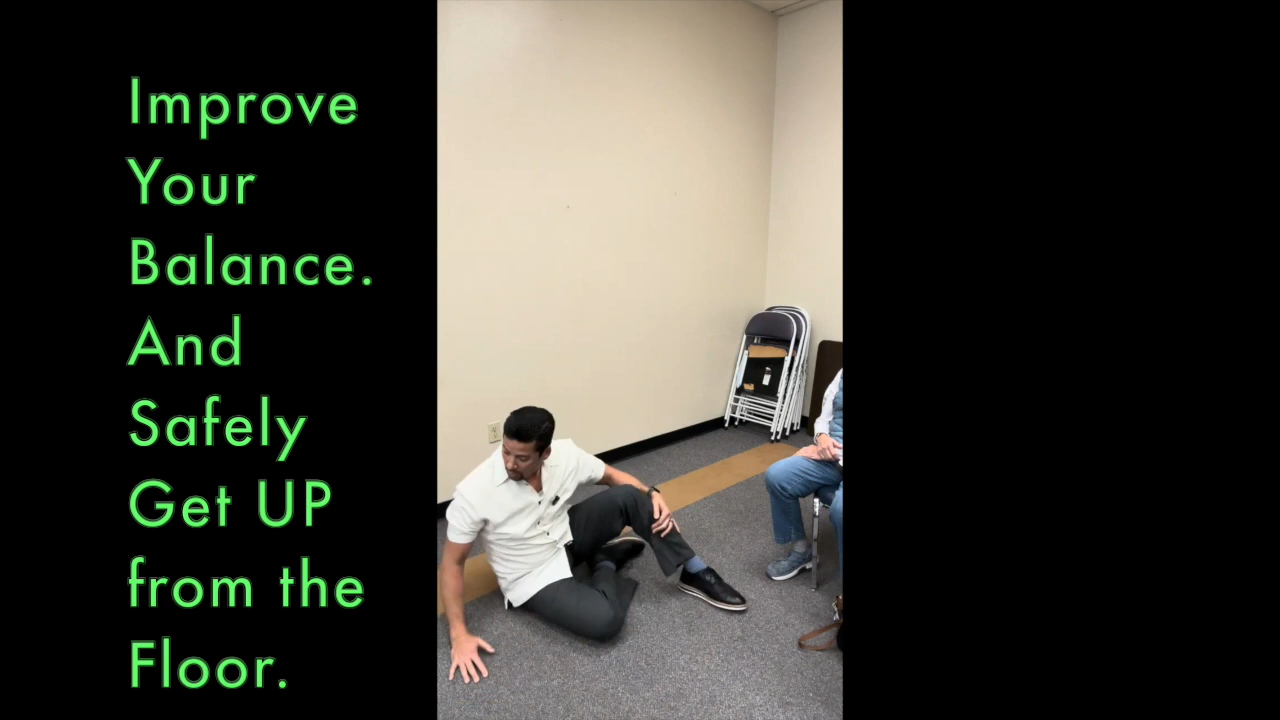 Improve
Your
Balance.
And
Safely
Get UP
from the
Floor.